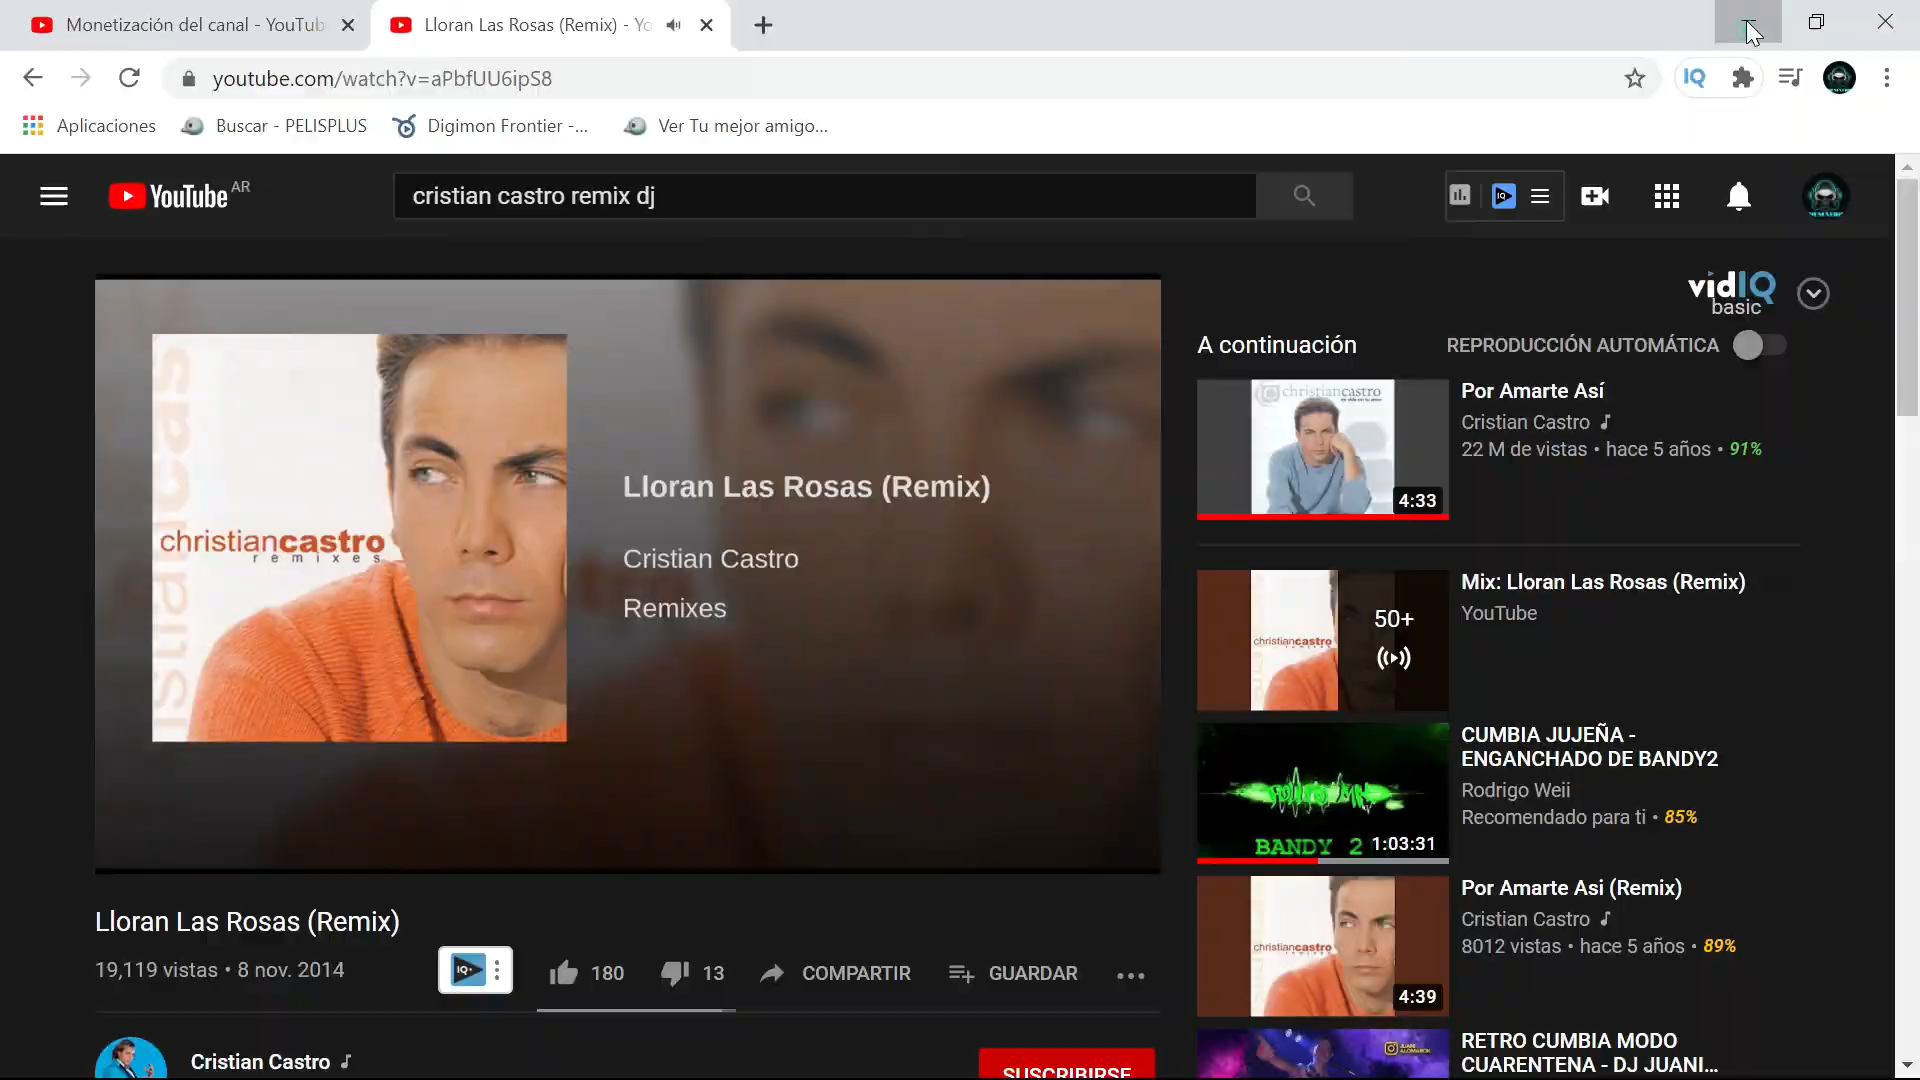 Monetización del canal - YouTub
Lloran Las Rosas (Remix) - Yo
youtube.com/watch?v=aPbfUU6ipS8
IQ
Aplicaciones
Buscar - PELISPLUS
Digimon Frontier -...
Ver Tu mejor amigo...
YouTube AR
cristian castro remix dj
IQ
vidIQ
basic
christiancastro
remixes
Lloran Las Rosas (Remix)
Cristian Castro
Remixes
A continuación
REPRODUCCIÓN AUTOMÁTICA
christiancastro
4:33
Por Amarte Así
Cristian Castro
22 M de vistas • hace 5 años • 91%
christiancastro
50+
Mix: Lloran Las Rosas (Remix)
YouTube
BANDY 2
1:03:31
CUMBIA JUJEÑA -
ENGANCHADO DE BANDY2
Rodrigo Weii
Recomendado para ti • 85%
christiancastro
remixes
4:39
Por Amarte Asi (Remix)
Cristian Castro
8012 vistas • hace 5 años • 89%
RETRO CUMBIA MODO
CUARENTENA - DJ JUANI...
Lloran Las Rosas (Remix)
19,119 vistas • 8 nov. 2014
IQ
180
13
COMPARTIR
GUARDAR
Cristian Castro
SUSCRIBIRSE